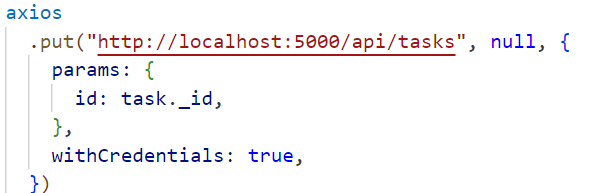 axios
.put("http://localhost:5000/api/tasks", null, {
params: {
id: task._id,
},
withCredentials: true,
})